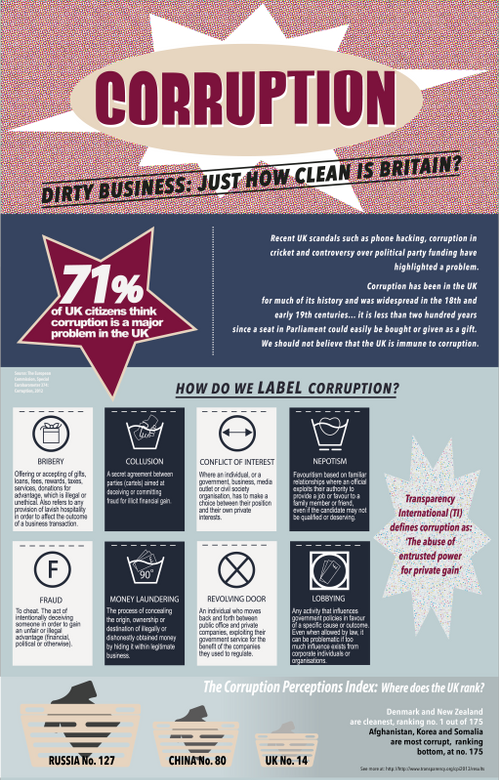 CORRUPTION
DIRTY BUSINESS: JUST HOW CLEAN IS BRITAIN?
71%
of UK citizens think
corruption is a major
problem in the UK
Recent UK scandals such as phone hacking, corruption in
cricket and controversy over political party funding have
highlighted a problem.
Corruption has been in the UK
for much of its history and was widespread in the 18th and
early 19th centuries... it is less than two hundred years
since a seat in Parliament could easily be bought or given as a gift.
We should not believe that the UK is immune to corruption.
HOW DO WE LABEL CORRUPTION?
BRIBERY
Offering or accepting of gifts,
loans, fees, rewards, taxes,
services, donations for
advantage, which is illegal or
unethical. Also refers to any
provision of lavish hospitality
in order to affect the outcome
of a business transaction.
COLLUSION
A secret agreement between
parties (cartels) aimed at
deceiving or committing
fraud for illicit financial gain.
CONFLICT OF INTEREST
Where an individual, or a
government, business, media
outlet or civil society
organisation, has to make a
choice between their position
and their own private
interests.
NEPOTISM
Favouritism based on familiar
relationships where an official
exploits their authority to
provide a job or favour to a
family member or friend,
even if the candidate may not
be qualified or deserving.
Transparency
International (TI)
defines corruption as:
'The abuse of
entrusted power
for private gain'
F
FRAUD
To cheat. The act of
intentionally deceiving
someone in order to gain
an unfair or illegal
advantage (financial,
political or otherwise).
90°
MONEY LAUNDERING
The process of concealing
the origin, ownership or
destination of illegally or
dishonestly obtained money
by hiding it within legitimate
business.
REVOLVING DOOR
An individual who moves
back and forth between
public office and private
companies, exploiting their
government service for the
benefit of the companies
they used to regulate.
LOBBYING
Any activity that influences
government policies in favour
of a specific cause or outcome.
Even when allowed by law, it
can be problematic if too
much influence exists from
corporate individuals or
organisations.
The Corruption Perceptions Index: Where does the UK rank?
Denmark and New Zealand
are cleanest, ranking no. 1 out of 175
Afghanistan, Korea and Somalia
are most corrupt, ranking
bottom, at no. 175
RUSSIA No. 127
CHINA No. 80
UK No. 14